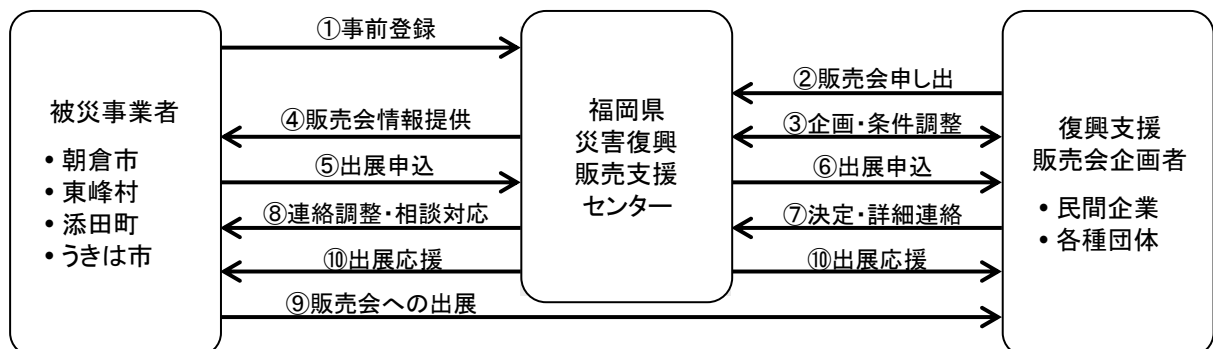 ①事前登録
②販売会申し出
被災事業者
• 朝倉市
• 東峰村
• 添田町
• うきは市
④販売会情報提供
⑤出展申込
⑧連絡調整・相談対応
⑩出展応援
⑨販売会への出展
福岡県
災害復興
販売支援
センター
③企画・条件調整
⑥出展申込
⑦決定・詳細連絡
⑩出展応援
復興支援
販売会企画者
• 民間企業
• 各種団体